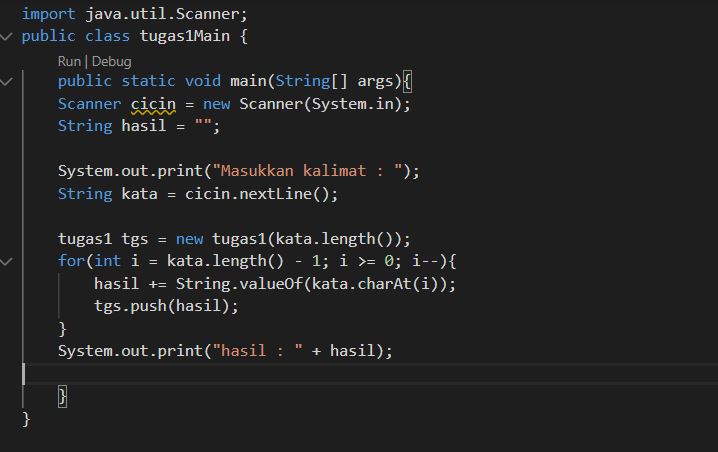 import java.util.Scanner;
public class tugas1Main {
Run | Debug
public static void main(String[] args){
Scanner cicin = new Scanner(System.in);
String hasil = "";
System.out.print("Masukkan kalimat : ");
String kata = cicin.nextLine();
tugas1 tgs = new tugas1(kata.length());
for(int i = kata.length() - 1; i >= 0; i--){
hasil += String.valueOf(kata.charAt(i));
tgs.push(hasil);
}
System.out.print("hasil : " + hasil);
}
}